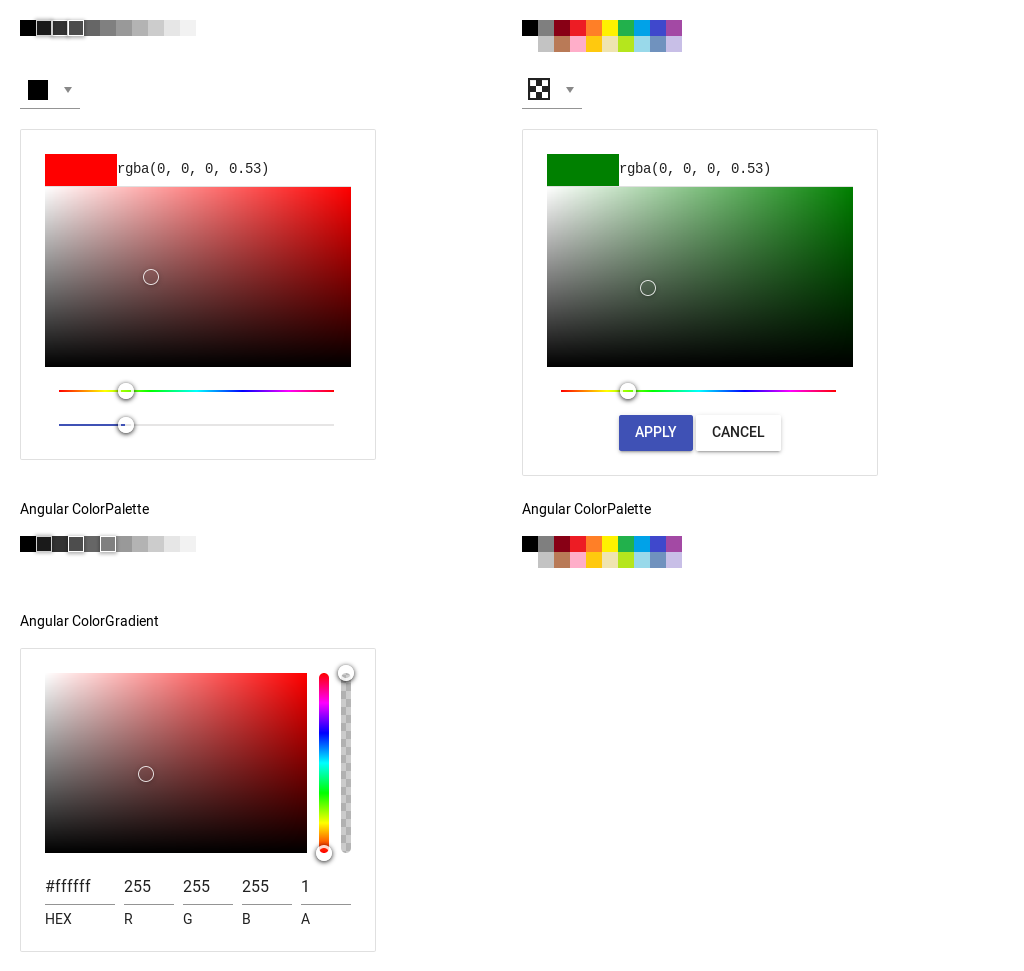 rgba(0, 0, 0, 0.53)
rgba(0, 0, 0, 0.53)
APPLY
CANCEL
Angular ColorPalette
Angular ColorPalette
Angular ColorGradient
#ffffff 255 255 255 1
HEX R G B A